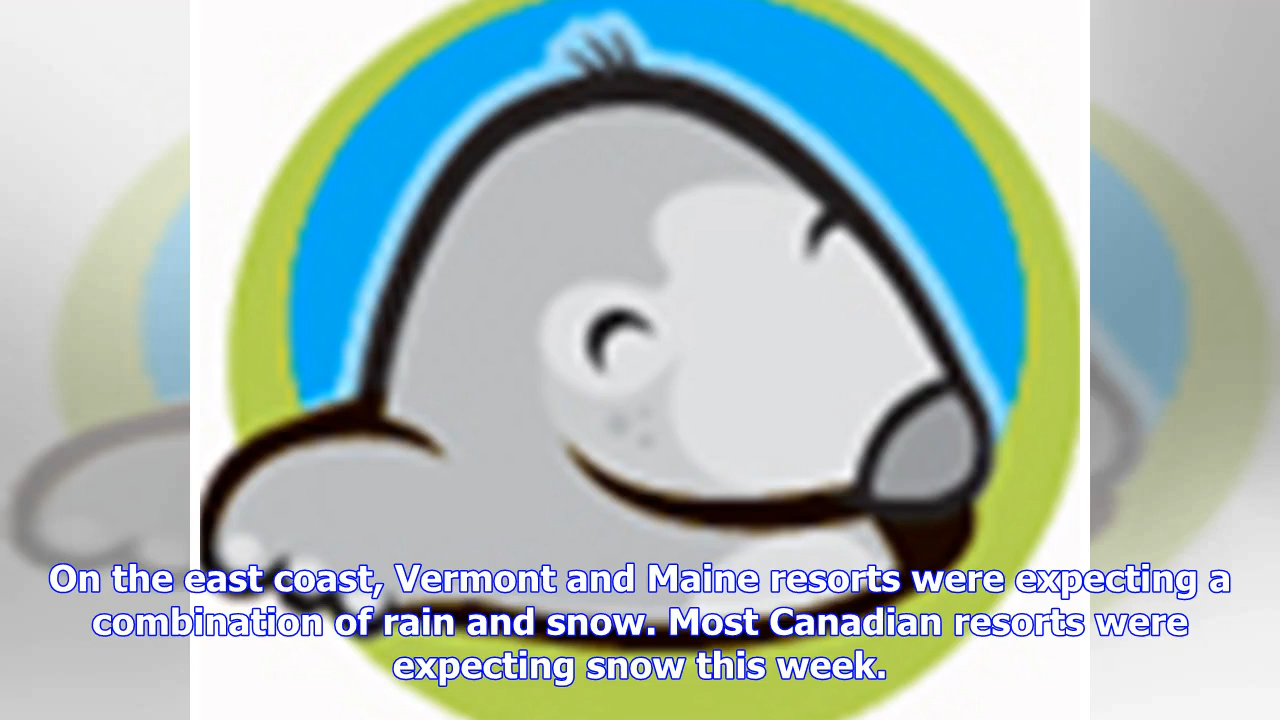 On the east coast, Vermont and Maine resorts were expecting a
combination of rain and snow. Most Canadian resorts were
expecting snow this week.